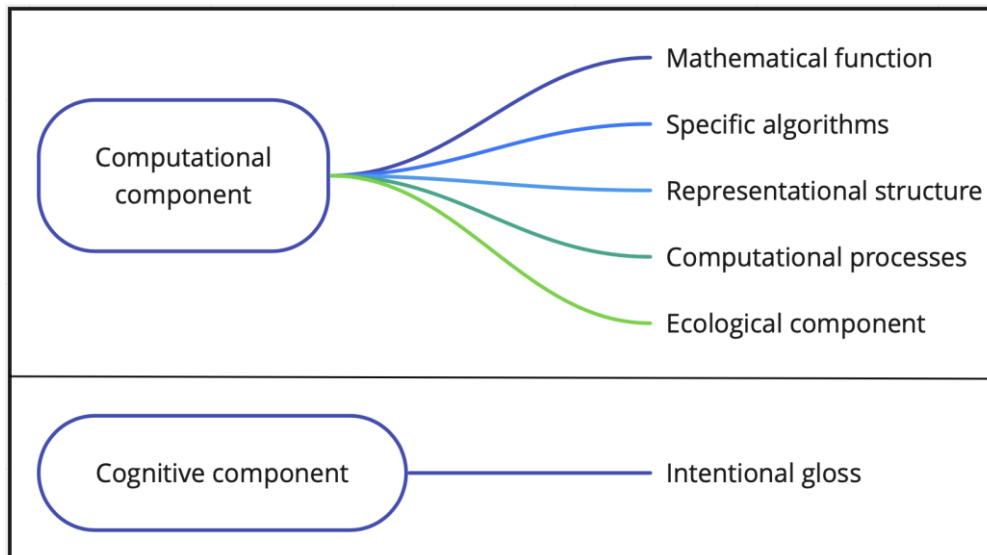 Computational
component
Mathematical function
Specific algorithms
Representational structure
Computational processes
Ecological component
Cognitive component
Intentional gloss